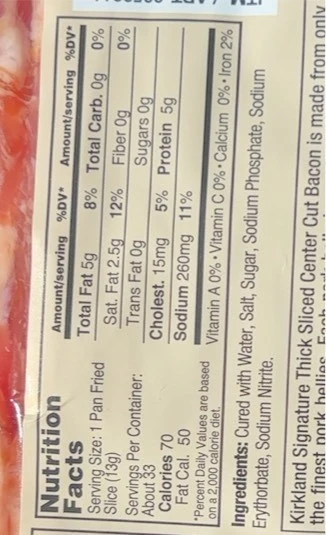 Nutrition
Facts
Serving Size: 1 Pan Fried
Slice (13g)
Servings Per Container:
About 33
Calories 70
Fat Cal. 50
*Percent Daily Values are based
on a 2,000 calorie diet.
Amount/serving %DV* Amount/serving %DV*
Total Fat 5g 8% Total Carb. 0g 0%
Sat. Fat 2.5g 12% Fiber 0g 0%
Trans Fat 0g Sugars 0g
Cholest. 15mg 5% Protein 5g
Sodium 260mg 11%
Vitamin A 0% • Vitamin C 0% • Calcium 0% • Iron 2%
Ingredients: Cured with Water, Salt, Sugar, Sodium Phosphate, Sodium
Erythorbate, Sodium Nitrite.
Kirkland Signature Thick Sliced Center Cut Bacon is made from only
the finest pork bellies.